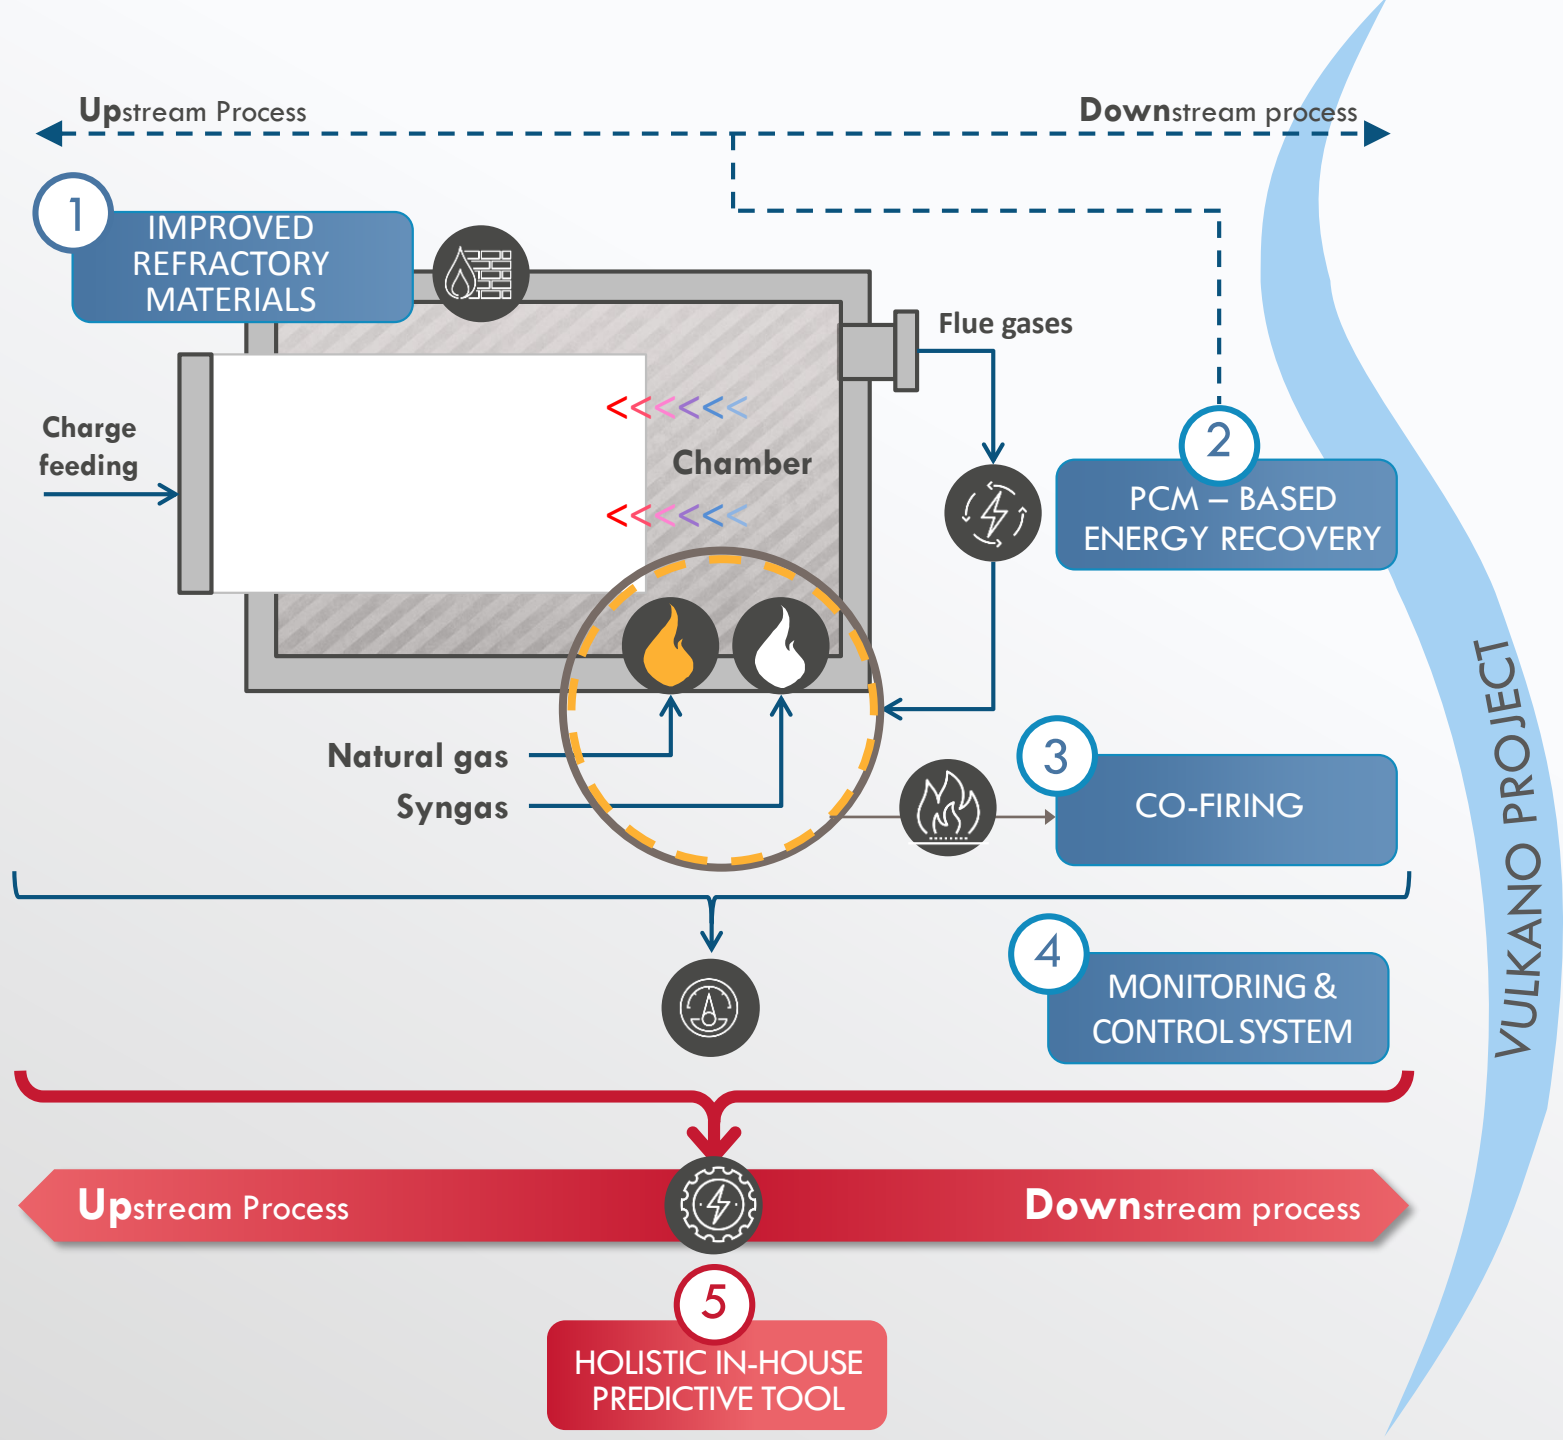 Upstream Process
Downstream process
1
IMPROVED
REFRACTORY
MATERIALS
Flue gases
Charge
feeding
Chamber
2
PCM – BASED
ENERGY RECOVERY
Natural gas
Syngas
3
CO-FIRING
4
MONITORING &
CONTROL SYSTEM
VULKANO PROJECT
Upstream Process
Downstream process
5
HOLISTIC IN-HOUSE
PREDICTIVE TOOL